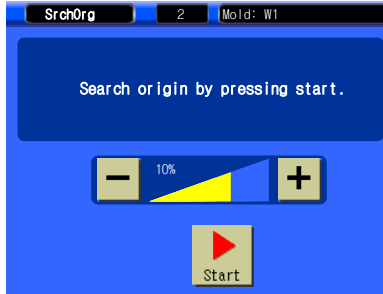 SrchOrg 2 Mold: W1
Search origin by pressing start.
10%
− +
Start